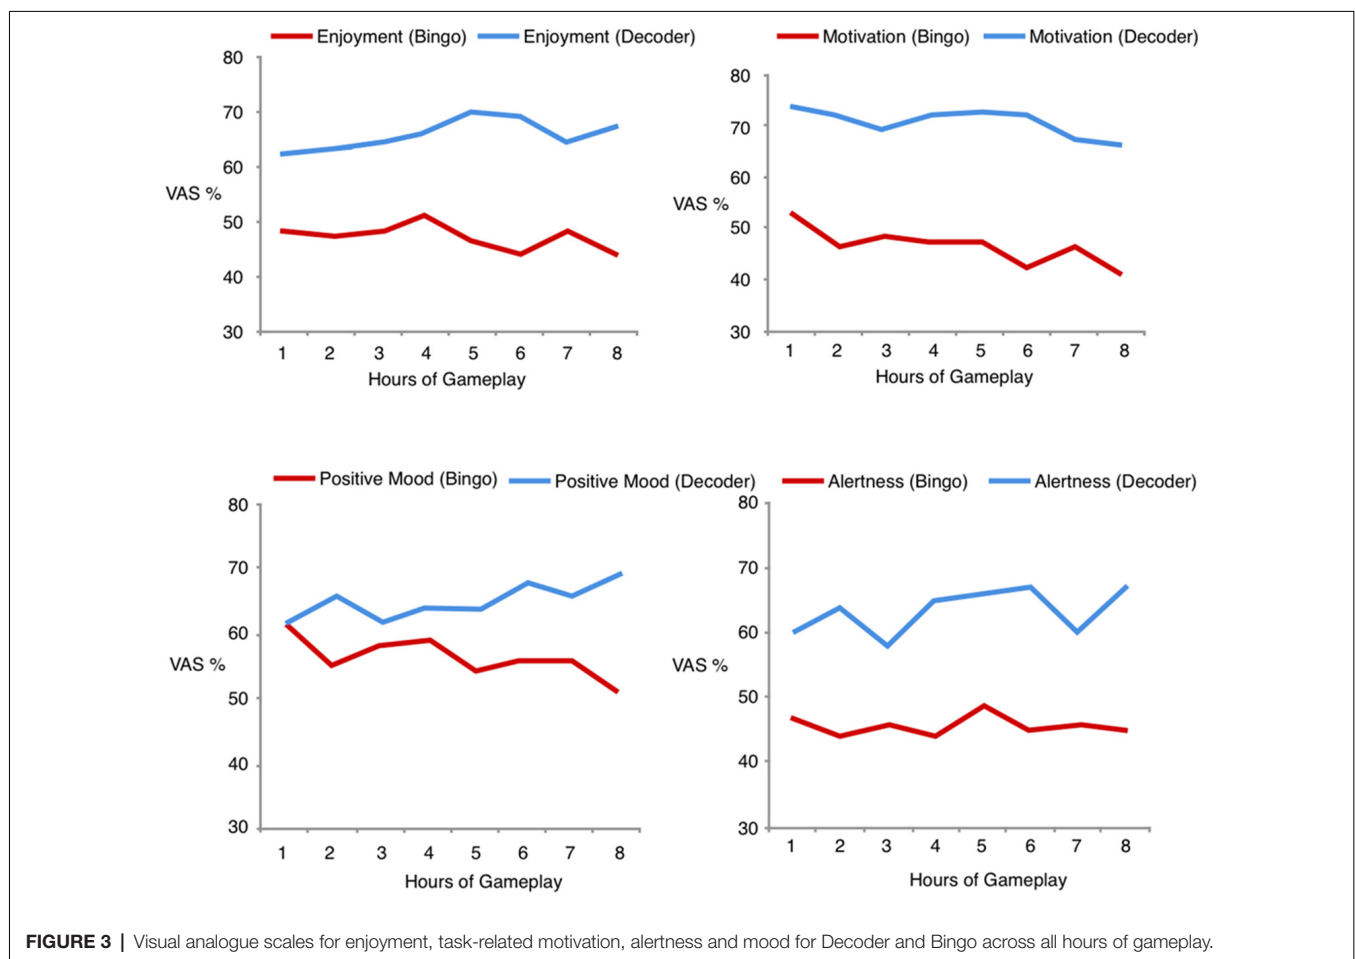 Enjoyment (Bingo) Enjoyment (Decoder)
80
70
60
VAS %
50
40
30
1 2 3 4 5 6 7 8
Hours of Gameplay
Motivation (Bingo) Motivation (Decoder)
80
70
60
VAS %
50
40
30
1 2 3 4 5 6 7 8
Hours of Gameplay
Positive Mood (Bingo) Positive Mood (Decoder)
80
70
60
VAS %
50
40
30
1 2 3 4 5 6 7 8
Hours of Gameplay
Alertness (Bingo) Alertness (Decoder)
80
70
60
VAS %
50
40
30
1 2 3 4 5 6 7 8
Hours of Gameplay
FIGURE 3 | Visual analogue scales for enjoyment, task-related motivation, alertness and mood for Decoder and Bingo across all hours of gameplay.